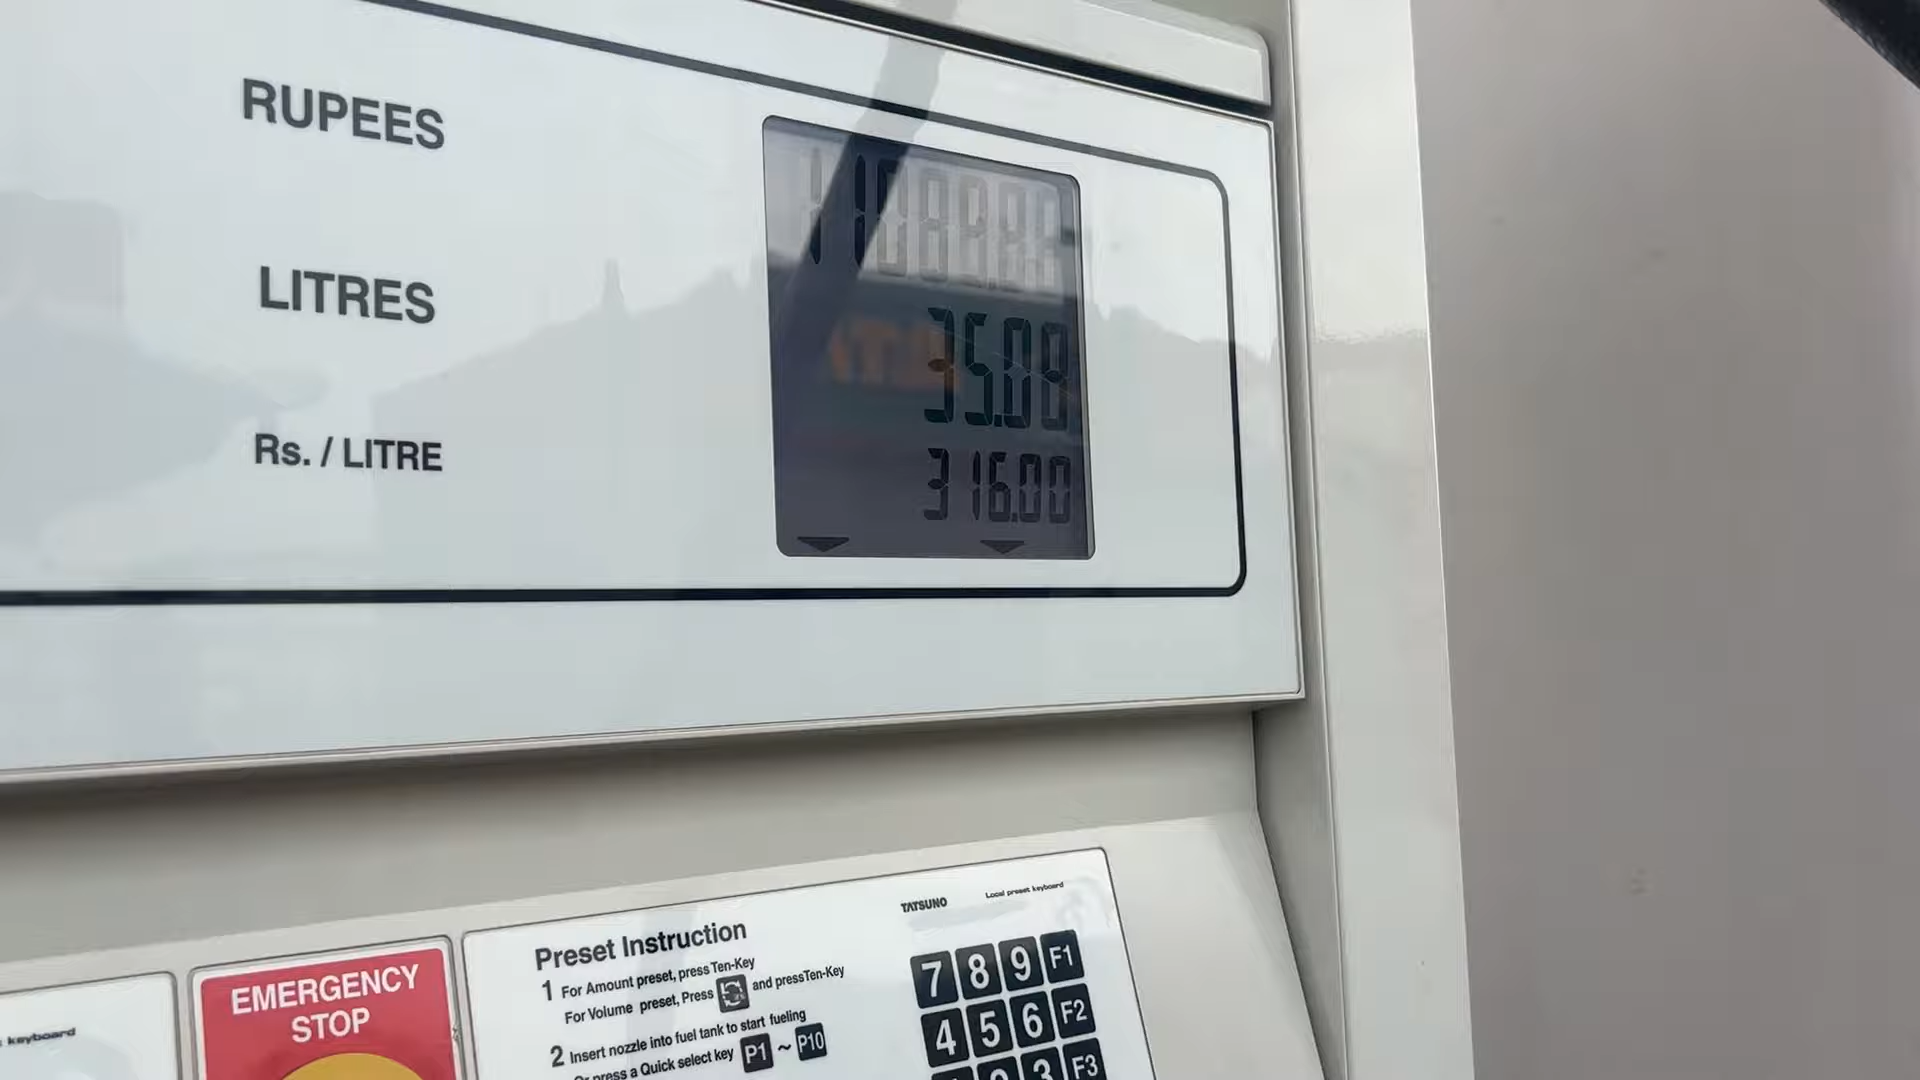 RUPEES
LITRES
35.08
Rs. / LITRE
316.00
TATSUNO
Local preset keyboard
Preset Instruction
1 For Amount preset, press Ten-Key
For Volume preset, Press and pressTen-Key
2 Insert nozzle into fuel tank to start fueling
Or press a Quick select key P1 ~ P10
7 8 9 F1
4 5 6 F2
3 F3
EMERGENCY
STOP
keyboard